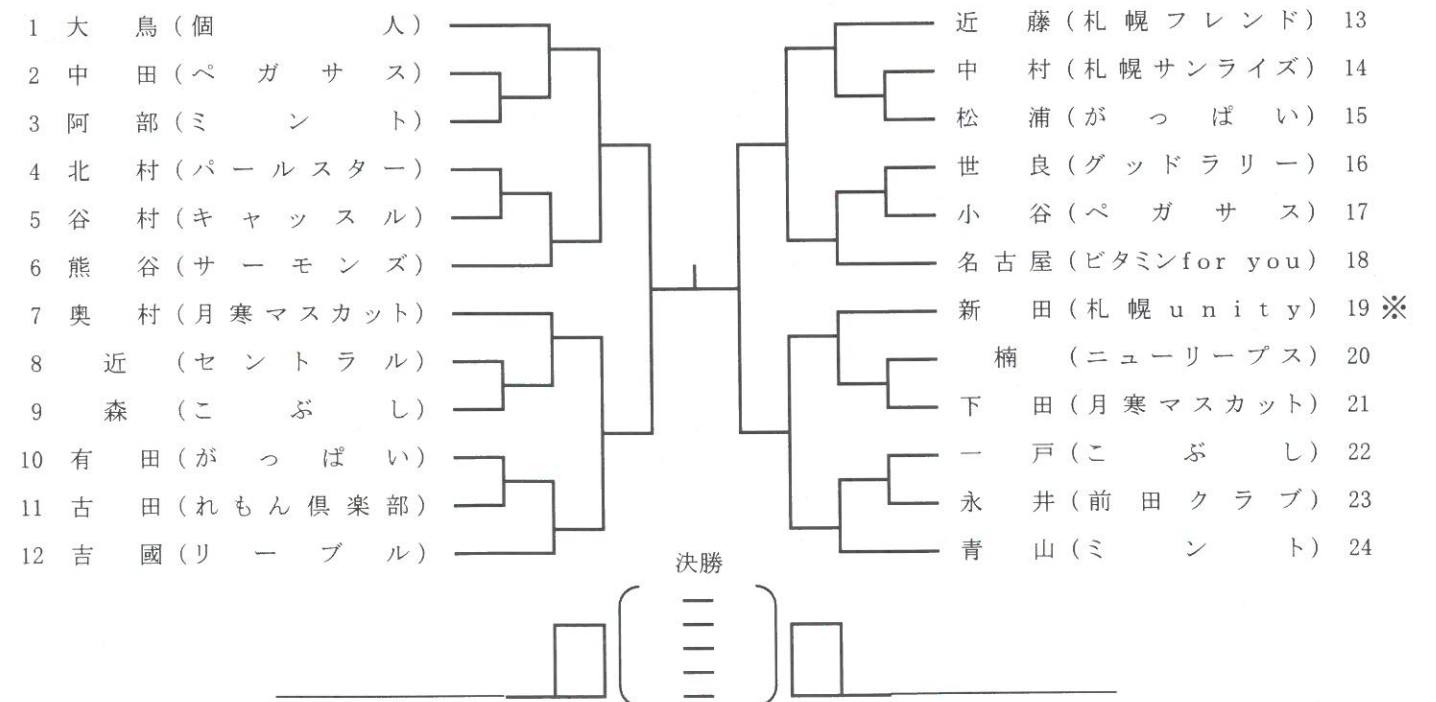 1 大鳥(個人)
2 中田(ペガサス)
3 阿部(ミント)
4 北村(パールスター)
5 谷村(キャッスル)
6 熊谷(サーモンズ)
7 奥村(月寒マスカット)
8 近(セントラル)
9 森(こぶし)
10 有田(がっぱい)
11 古田(れもん倶楽部)
12 吉國(リーブル)
近藤(札幌フレンド) 13
中村(札幌サンライズ) 14
松浦(がっぱい) 15
世良(グッドラリー) 16
小谷(ペガサス) 17
名古屋(ビタミンfor you) 18
新田(札幌unity) 19 ※
楠(ニューリープス) 20
下田(月寒マスカット) 21
一戸(こぶし) 22
永井(前田クラブ) 23
青山(ミント) 24
決勝